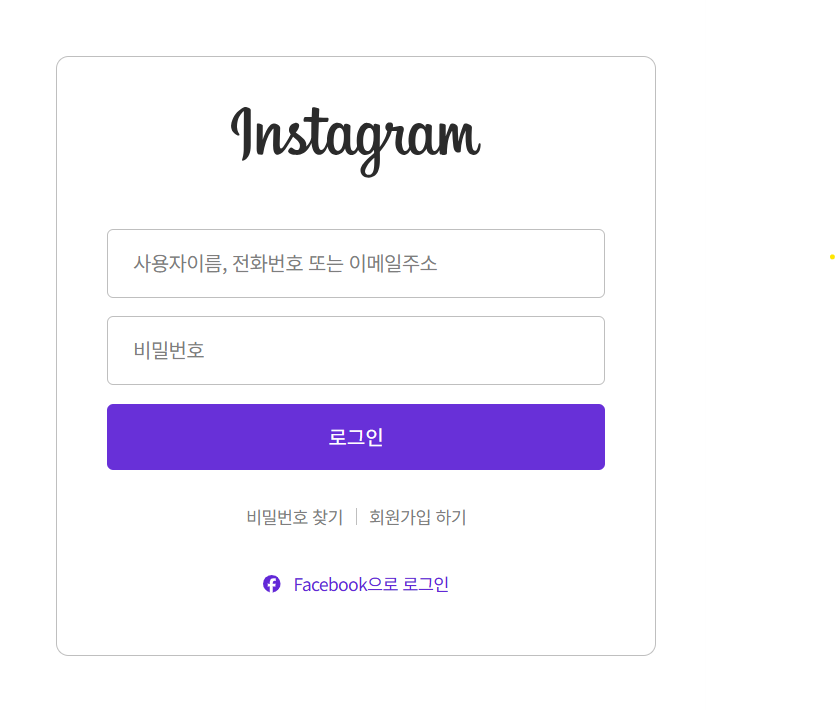 Instagram
사용자이름, 전화번호 또는 이메일주소
비밀번호
로그인
비밀번호 찾기 | 회원가입 하기
Facebook으로 로그인